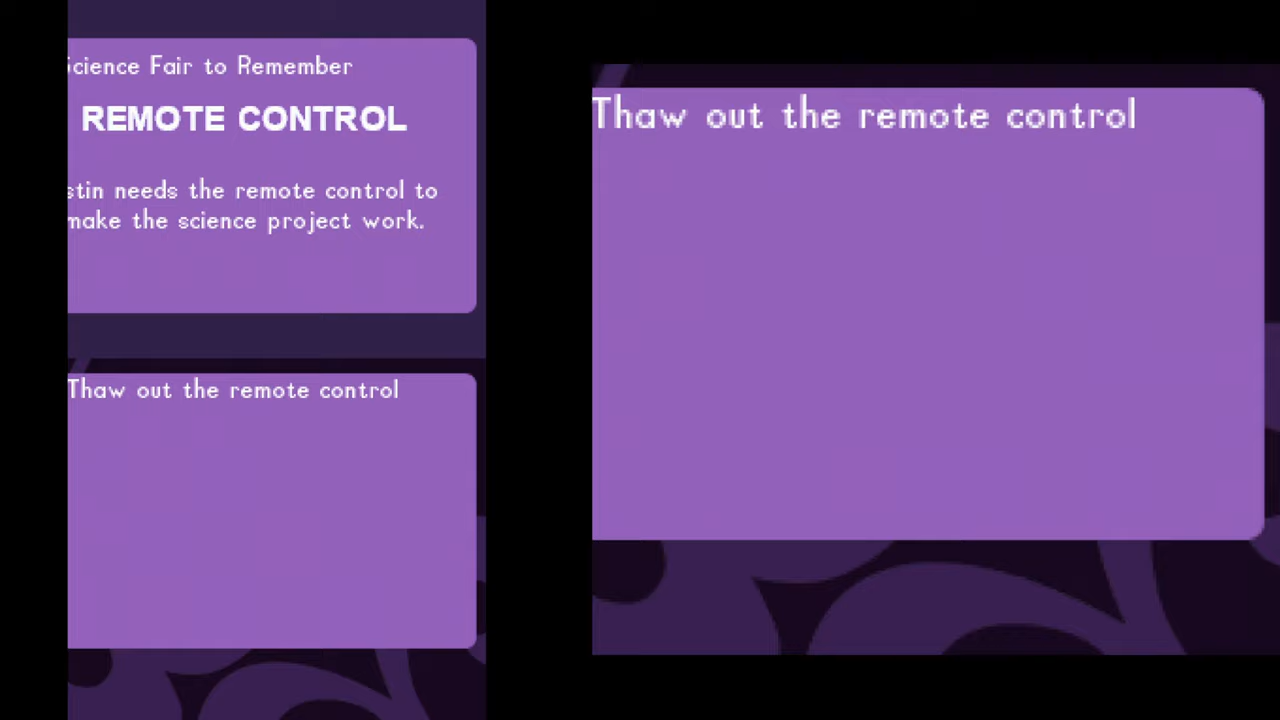 Science Fair to Remember
REMOTE CONTROL
stin needs the remote control to
make the science project work.
Thaw out the remote control
Thaw out the remote control